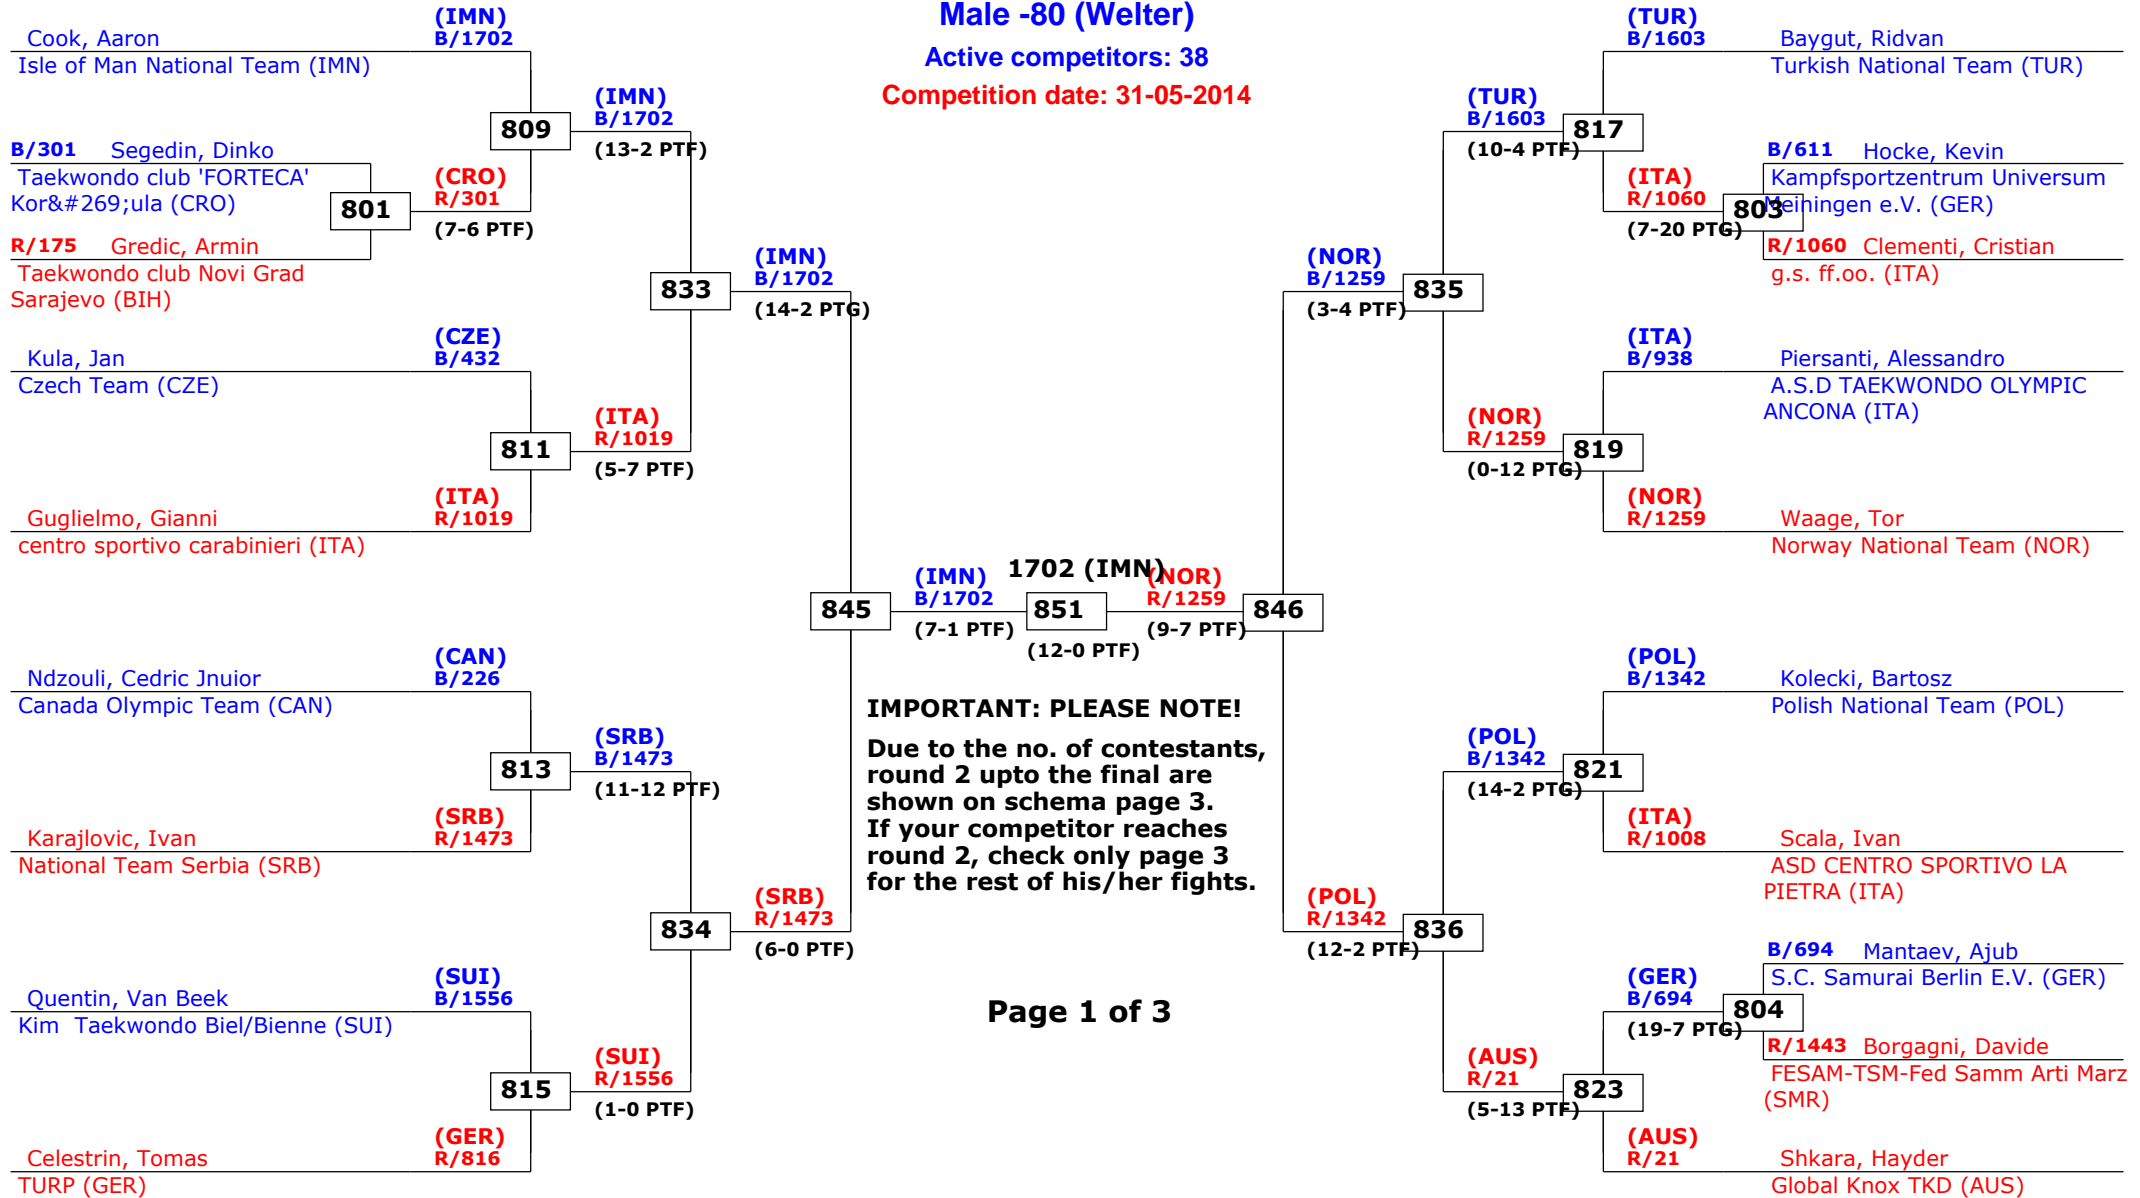 Male -80 (Welter)
Active competitors: 38
Competition date: 31-05-2014
Cook, Aaron
Isle of Man National Team (IMN)
(IMN)
B/1702
B/301 Segedin, Dinko
Taekwondo club 'FORTECA'
Kor&#269;ula (CRO)
R/175 Gredic, Armin
Taekwondo club Novi Grad
Sarajevo (BIH)
801
(CRO)
R/301
(7-6 PTF)
809
(IMN)
B/1702
(13-2 PTF)
Kula, Jan
Czech Team (CZE)
(CZE)
B/432
Guglielmo, Gianni
centro sportivo carabinieri (ITA)
(ITA)
R/1019
811
(ITA)
R/1019
(5-7 PTF)
833
(IMN)
B/1702
(14-2 PTG)
Ndzouli, Cedric Jnuior
Canada Olympic Team (CAN)
(CAN)
B/226
Karajlovic, Ivan
National Team Serbia (SRB)
(SRB)
R/1473
813
(SRB)
B/1473
(11-12 PTF)
Quentin, Van Beek
Kim  Taekwondo Biel/Bienne (SUI)
(SUI)
B/1556
Celestrin, Tomas
TURP (GER)
(GER)
R/816
815
(SUI)
R/1556
(1-0 PTF)
834
(SRB)
R/1473
(6-0 PTF)
845
(IMN)
B/1702
(7-1 PTF)
1702 (IMN)
851
(12-0 PTF)
(NOR)
R/1259
(9-7 PTF)
846
IMPORTANT: PLEASE NOTE!
Due to the no. of contestants,
round 2 upto the final are
shown on schema page 3.
If your competitor reaches
round 2, check only page 3
for the rest of his/her fights.
Page 1 of 3
(TUR)
B/1603
Baygut, Ridvan
Turkish National Team (TUR)
B/611 Hocke, Kevin
Kampfsportzentrum Universum
Meiningen e.V. (GER)
R/1060 Clementi, Cristian
g.s. ff.oo. (ITA)
803
(ITA)
R/1060
(7-20 PTG)
817
(TUR)
B/1603
(10-4 PTF)
(ITA)
B/938
Piersanti, Alessandro
A.S.D TAEKWONDO OLYMPIC
ANCONA (ITA)
(NOR)
R/1259
Waage, Tor
Norway National Team (NOR)
819
(NOR)
R/1259
(0-12 PTG)
835
(NOR)
B/1259
(3-4 PTF)
(POL)
B/1342
Kolecki, Bartosz
Polish National Team (POL)
(ITA)
R/1008
Scala, Ivan
ASD CENTRO SPORTIVO LA
PIETRA (ITA)
821
(POL)
B/1342
(14-2 PTG)
B/694 Mantaev, Ajub
S.C. Samurai Berlin E.V. (GER)
R/1443 Borgagni, Davide
FESAM-TSM-Fed Samm Arti Marz
(SMR)
804
(GER)
B/694
(19-7 PTG)
(AUS)
R/21
Shkara, Hayder
Global Knox TKD (AUS)
823
(AUS)
R/21
(5-13 PTF)
836
(POL)
R/1342
(12-2 PTF)